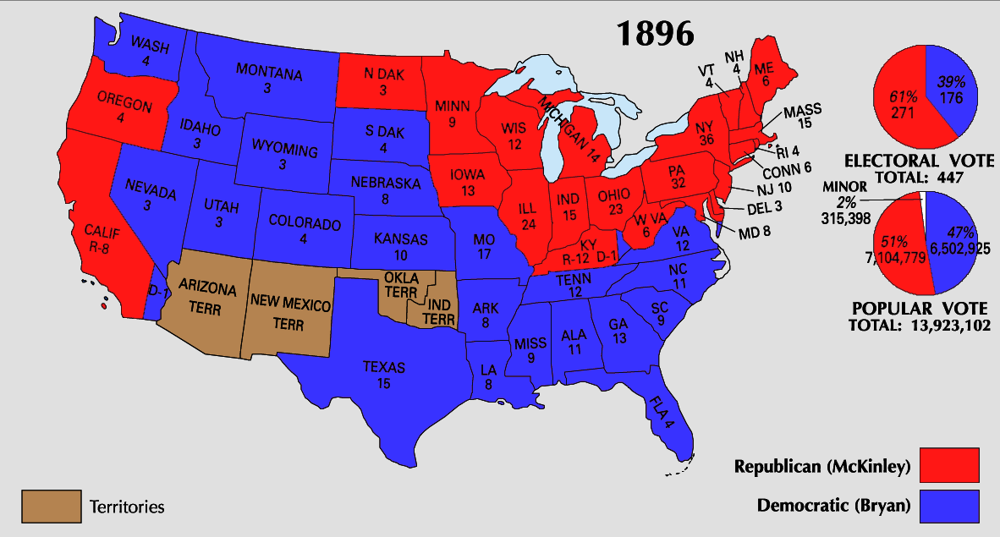 1896
WASH
4
OREGON
4
CALIF
R-8
D-1
NEVADA
3
IDAHO
3
MONTANA
3
WYOMING
3
UTAH
3
COLORADO
4
ARIZONA
TERR
NEW MEXICO
TERR
N DAK
3
S DAK
4
NEBRASKA
8
KANSAS
10
OKLA
TERR
IND
TERR
TEXAS
15
MINN
9
IOWA
13
MO
17
ARK
8
LA
8
WIS
12
ILL
24
MICHIGAN 14
IND
15
OHIO
23
KY
R-12 D-1
TENN
12
MISS
9
ALA
11
GA
13
FLA 4
SC
9
NC
11
VA
12
W VA
6
PA
32
NY
36
VT
4
NH
4
ME
6
MASS
15
RI 4
CONN 6
NJ 10
DEL 3
MD 8
61%
271
39%
176
ELECTORAL VOTE
TOTAL: 447
MINOR
2%
315,398
51%
7,104,779
47%
6,502,925
POPULAR VOTE
TOTAL: 13,923,102
Republican (McKinley)
Democratic (Bryan)
Territories